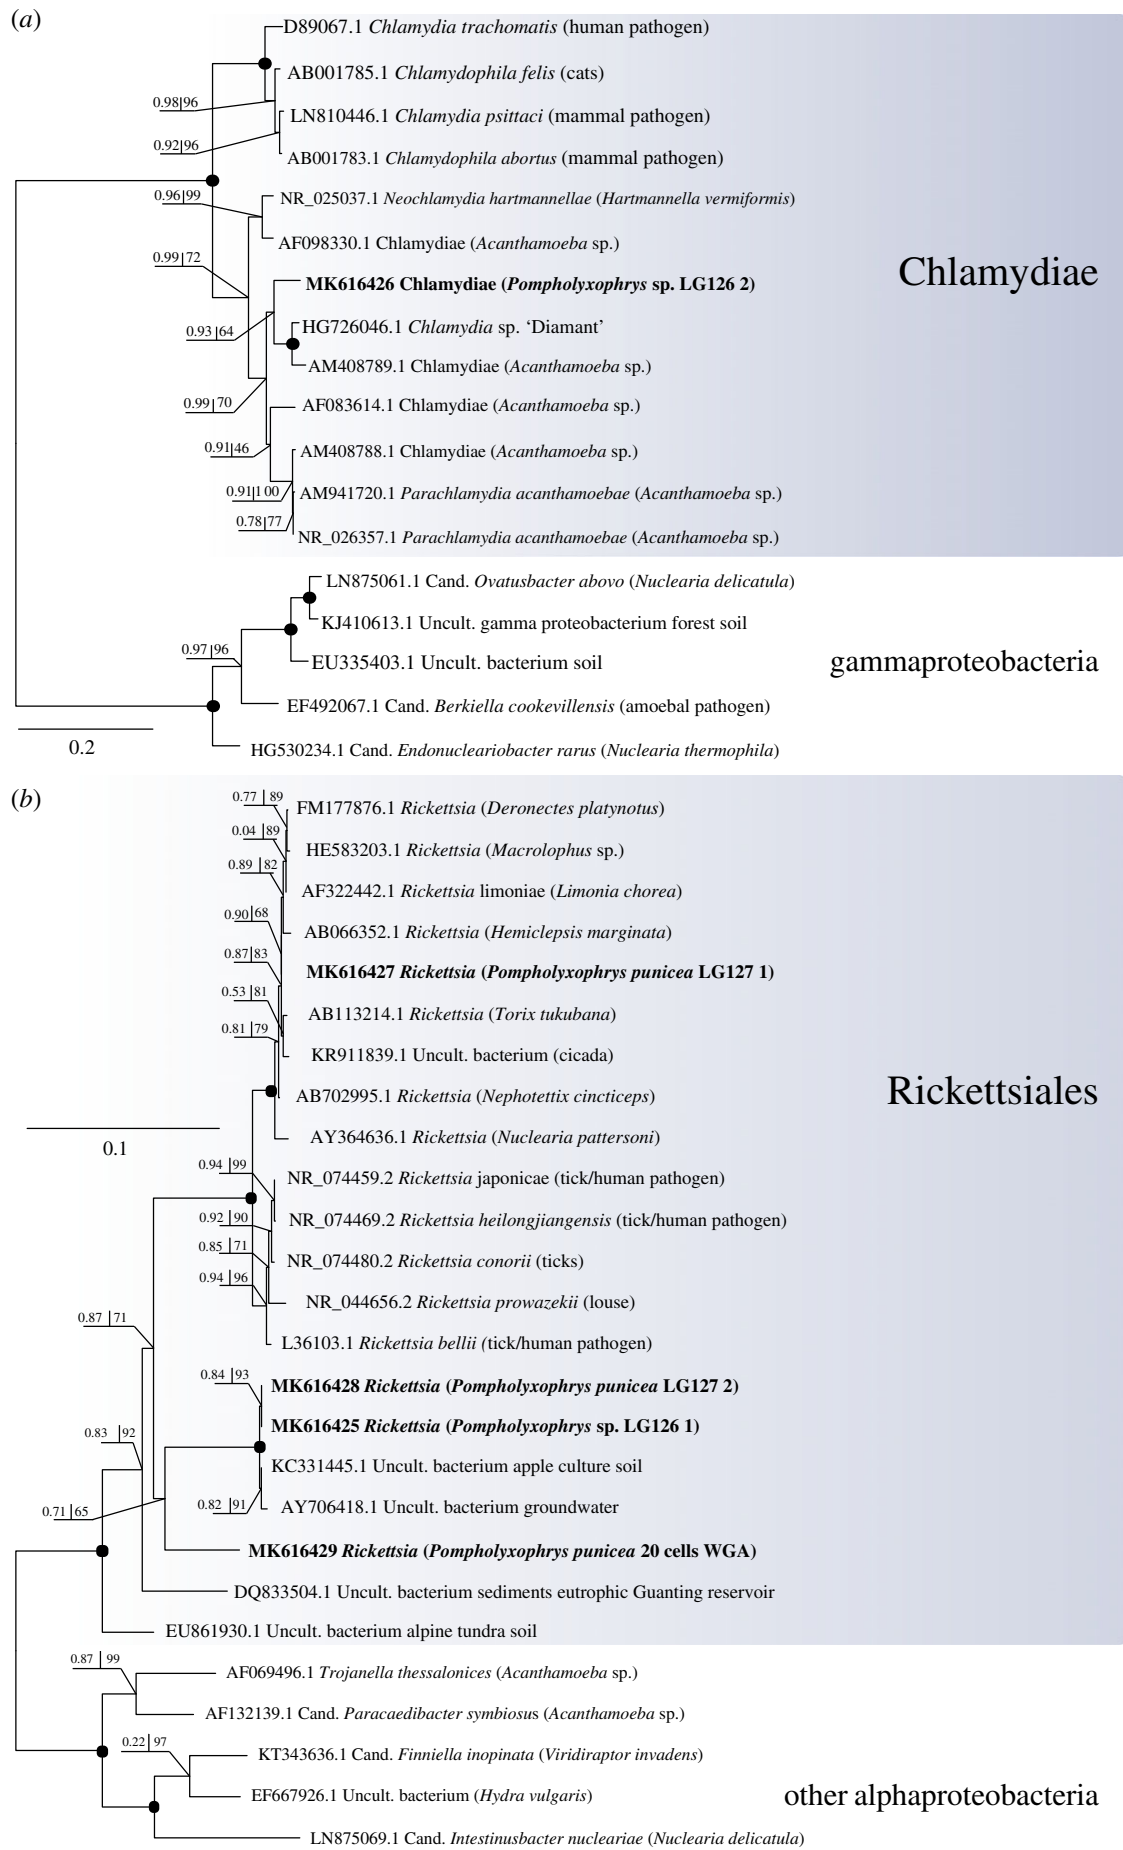 (a)
D89067.1 Chlamydia trachomatis (human pathogen)
AB001785.1 Chlamydophila felis (cats)
0.98|96
LN810446.1 Chlamydia psittaci (mammal pathogen)
0.92|96
AB001783.1 Chlamydophila abortus (mammal pathogen)
0.96|99
NR_025037.1 Neochlamydia hartmannellae (Hartmannella vermiformis)
AF098330.1 Chlamydiae (Acanthamoeba sp.)
0.99|72
Chlamydiae
MK616426 Chlamydiae (Pompholyxophrys sp. LG126 2)
0.93|64
HG726046.1 Chlamydia sp. ‘Diamant’
AM408789.1 Chlamydiae (Acanthamoeba sp.)
0.99|70
AF083614.1 Chlamydiae (Acanthamoeba sp.)
0.91|46
AM408788.1 Chlamydiae (Acanthamoeba sp.)
0.91|100
AM941720.1 Parachlamydia acanthamoebae (Acanthamoeba sp.)
0.78|77
NR_026357.1 Parachlamydia acanthamoebae (Acanthamoeba sp.)
LN875061.1 Cand. Ovatusbacter abovo (Nuclearia delicatula)
KJ410613.1 Uncult. gamma proteobacterium forest soil
0.97|96
EU335403.1 Uncult. bacterium soil
gammaproteobacteria
EF492067.1 Cand. Berkiella cookevillensis (amoebal pathogen)
0.2
HG530234.1 Cand. Endonucleariobacter rarus (Nuclearia thermophila)
(b)
0.77|89
FM177876.1 Rickettsia (Deronectes platynotus)
0.04|89
HE583203.1 Rickettsia (Macrolophus sp.)
0.89|82
AF322442.1 Rickettsia limoniae (Limonia chorea)
0.90|68
AB066352.1 Rickettsia (Hemiclepsis marginata)
0.87|83
MK616427 Rickettsia (Pompholyxophrys punicea LG127 1)
0.53|81
AB113214.1 Rickettsia (Torix tukubana)
0.81|79
KR911839.1 Uncult. bacterium (cicada)
Rickettsiales
AB702995.1 Rickettsia (Nephotettix cincticeps)
0.1
AY364636.1 Rickettsia (Nuclearia pattersoni)
0.94|99
NR_074459.2 Rickettsia japonicae (tick/human pathogen)
0.92|90
NR_074469.2 Rickettsia heilongjiangensis (tick/human pathogen)
0.85|71
NR_074480.2 Rickettsia conorii (ticks)
0.94|96
NR_044656.2 Rickettsia prowazekii (louse)
0.87|71
L36103.1 Rickettsia bellii (tick/human pathogen)
0.84|93
MK616428 Rickettsia (Pompholyxophrys punicea LG127 2)
MK616425 Rickettsia (Pompholyxophrys sp. LG126 1)
0.83|92
KC331445.1 Uncult. bacterium apple culture soil
0.71|65
0.82|91
AY706418.1 Uncult. bacterium groundwater
MK616429 Rickettsia (Pompholyxophrys punicea 20 cells WGA)
DQ833504.1 Uncult. bacterium sediments eutrophic Guanting reservoir
EU861930.1 Uncult. bacterium alpine tundra soil
0.87|99
AF069496.1 Trojanella thessalonices (Acanthamoeba sp.)
AF132139.1 Cand. Paracaedibacter symbiosus (Acanthamoeba sp.)
0.22|97
KT343636.1 Cand. Finniella inopinata (Viridiraptor invadens)
EF667926.1 Uncult. bacterium (Hydra vulgaris)
other alphaproteobacteria
LN875069.1 Cand. Intestinusbacter nucleariae (Nuclearia delicatula)